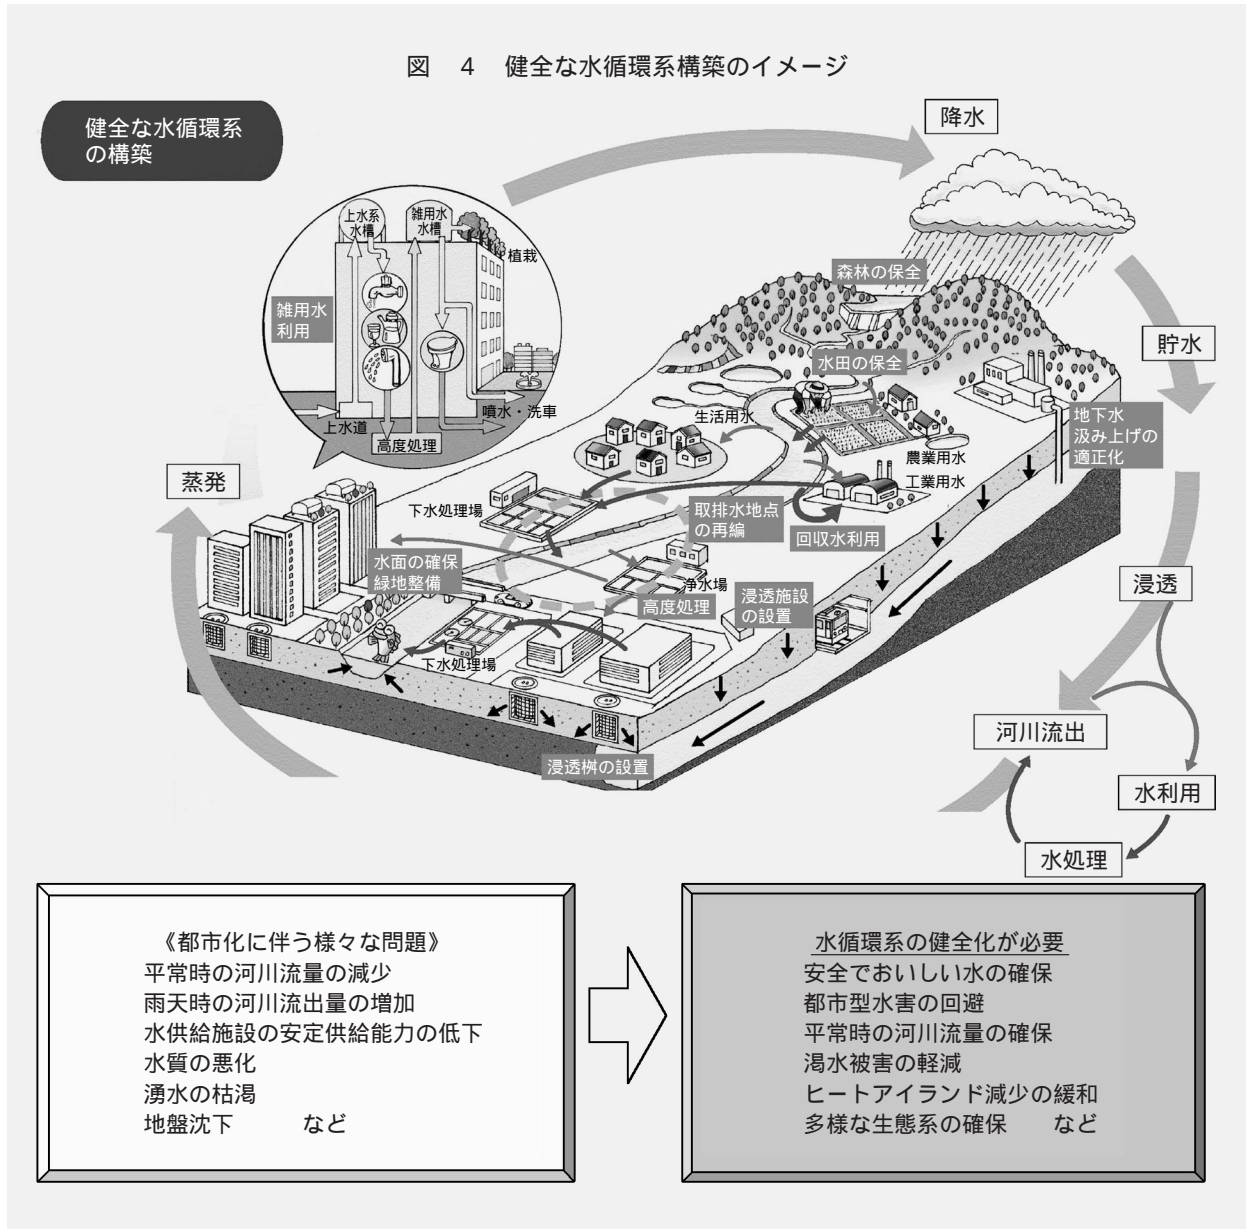 図 4 健全な水循環系構築のイメージ
健全な水循環系
の構築
降水
上水系
水槽
雑用水
水槽
植栽
雑用水
利用
森林の保全
貯水
水田の保全
生活用水
噴水・洗車
上水道
高度処理
地下水
汲み上げの
適正化
農業用水
工業用水
蒸発
下水処理場
取排水地点
の再編
回収水利用
水面の確保
緑地整備
浄水場
高度処理
浸透施設
の設置
浸透
下水処理場
河川流出
浸透桝の設置
水利用
水処理
《都市化に伴う様々な問題》
平常時の河川流量の減少
雨天時の河川流出量の増加
水供給施設の安定供給能力の低下
水質の悪化
湧水の枯渇
地盤沈下 など
水循環系の健全化が必要
安全でおいしい水の確保
都市型水害の回避
平常時の河川流量の確保
渇水被害の軽減
ヒートアイランド減少の緩和
多様な生態系の確保 など